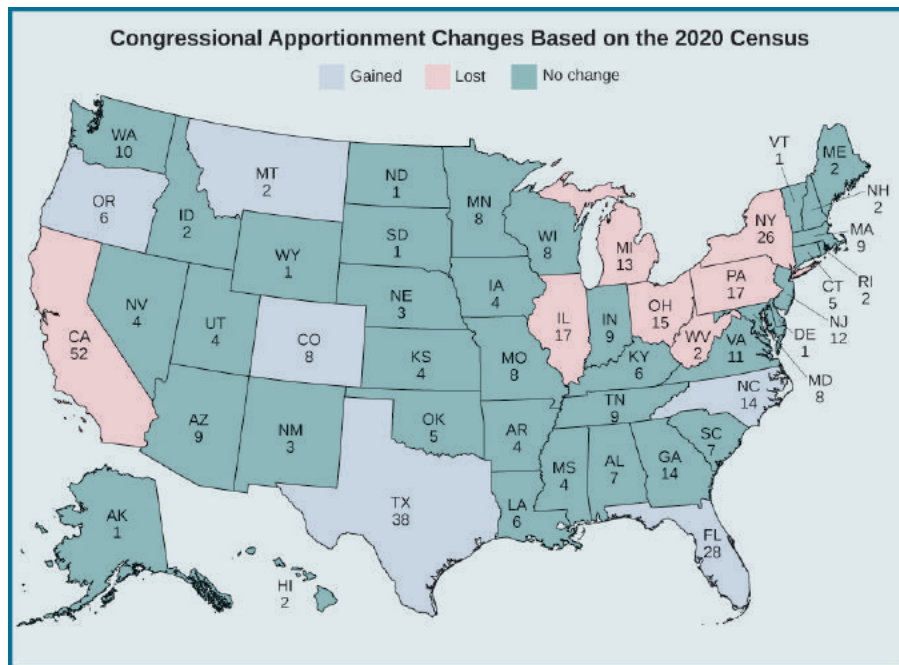 Congressional Apportionment Changes Based on the 2020 Census
Gained Lost No change
WA
10
MT
2
ND
1
MN
8
VT
1
ME
2
OR
6
ID
2
SD
1
WI
8
MI
13
NY
26
NH
2
MA
9
WY
1
IA
4
PA
17
RI
2
CT
5
NV
4
UT
4
NE
3
IL
17
IN
9
OH
15
NJ
12
CA
52
CO
8
KS
4
MO
8
KY
6
WV
2
VA
11
DE
1
MD
8
AZ
9
NM
3
OK
5
AR
4
TN
9
NC
14
SC
7
MS
4
AL
7
GA
14
TX
38
LA
6
FL
28
AK
1
HI
2